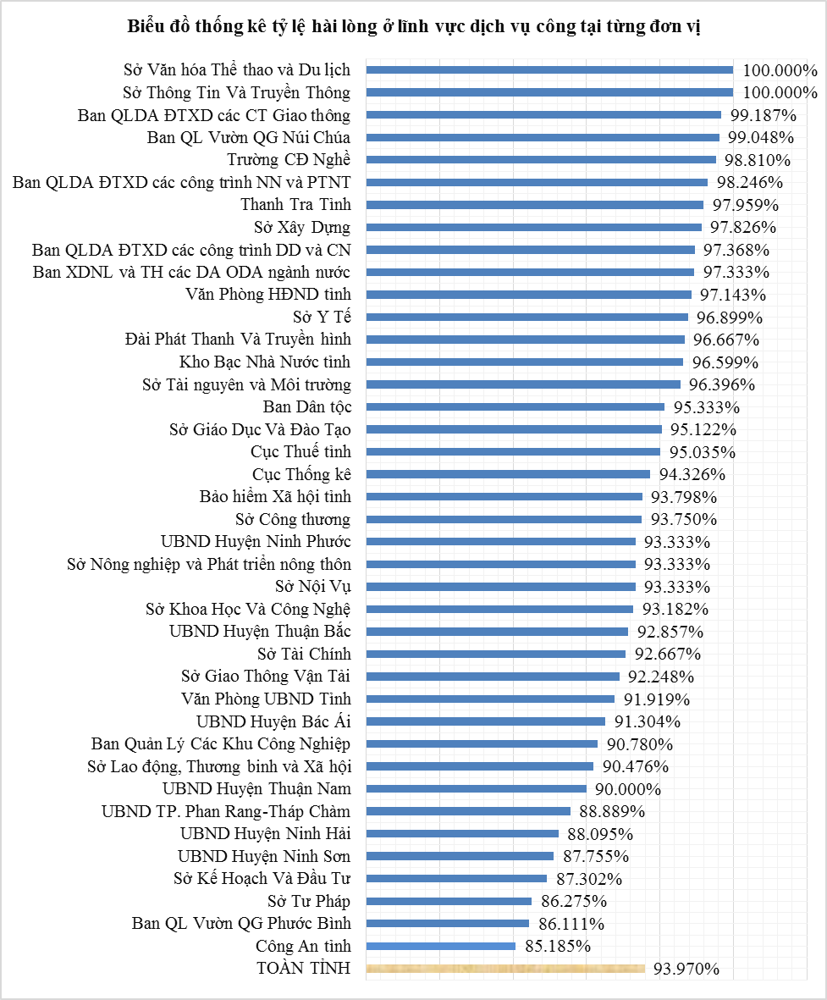 Biểu đồ thống kê tỷ lệ hài lòng ở lĩnh vực dịch vụ công tại từng đơn vị
Sở Văn hóa Thể thao và Du lịch 100.000%
Sở Thông Tin Và Truyền Thông 100.000%
Ban QLDA ĐTXD các CT Giao thông 99.187%
Ban QL Vườn QG Núi Chúa 99.048%
Trường CĐ Nghề 98.810%
Ban QLDA ĐTXD các công trình NN và PTNT 98.246%
Thanh Tra Tỉnh 97.959%
Sở Xây Dựng 97.826%
Ban QLDA ĐTXD các công trình DD và CN 97.368%
Ban XDNL và TH các DA ODA ngành nước 97.333%
Văn Phòng HĐND tỉnh 97.143%
Sở Y Tế 96.899%
Đài Phát Thanh Và Truyền hình 96.667%
Kho Bạc Nhà Nước tỉnh 96.599%
Sở Tài nguyên và Môi trường 96.396%
Ban Dân tộc 95.333%
Sở Giáo Dục Và Đào Tạo 95.122%
Cục Thuế tỉnh 95.035%
Cục Thống kê 94.326%
Bảo hiểm Xã hội tỉnh 93.798%
Sở Công thương 93.750%
UBND Huyện Ninh Phước 93.333%
Sở Nông nghiệp và Phát triển nông thôn 93.333%
Sở Nội Vụ 93.333%
Sở Khoa Học Và Công Nghệ 93.182%
UBND Huyện Thuận Bắc 92.857%
Sở Tài Chính 92.667%
Sở Giao Thông Vận Tải 92.248%
Văn Phòng UBND Tỉnh 91.919%
UBND Huyện Bác Ái 91.304%
Ban Quản Lý Các Khu Công Nghiệp 90.780%
Sở Lao động, Thương binh và Xã hội 90.476%
UBND Huyện Thuận Nam 90.000%
UBND TP. Phan Rang-Tháp Chàm 88.889%
UBND Huyện Ninh Hải 88.095%
UBND Huyện Ninh Sơn 87.755%
Sở Kế Hoạch Và Đầu Tư 87.302%
Sở Tư Pháp 86.275%
Ban QL Vườn QG Phước Bình 86.111%
Công An tỉnh 85.185%
TOÀN TỈNH 93.970%